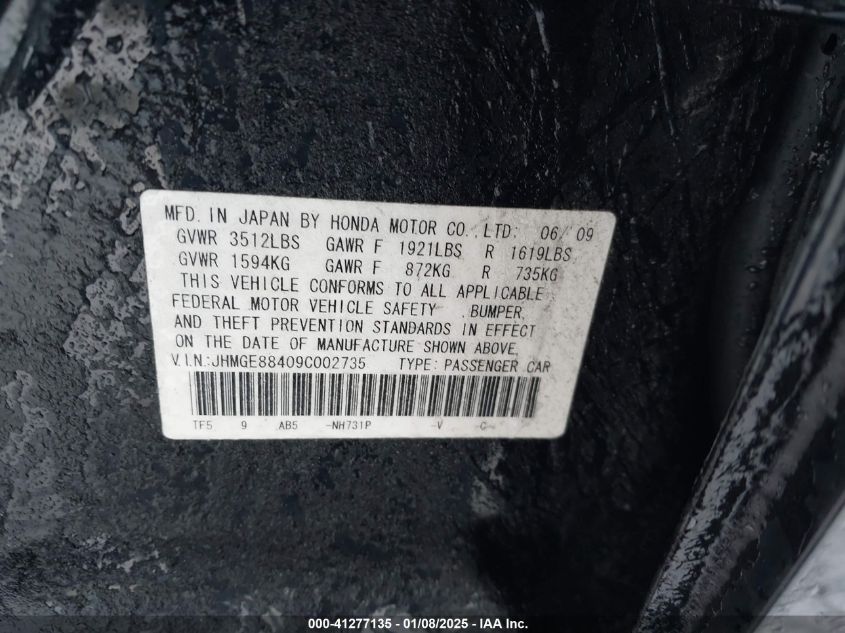 MFD. IN JAPAN BY HONDA MOTOR CO.,LTD: 06/09
GVWR 3512LBS GAWR F 1921LBS R 1619LBS
GVWR 1594KG GAWR F 872KG R 735KG
THIS VEHICLE CONFORMS TO ALL APPLICABLE
FEDERAL MOTOR VEHICLE SAFETY , BUMPER,
AND THEFT PREVENTION STANDARDS IN EFFECT
ON THE DATE OF MANUFACTURE SHOWN ABOVE.
V.I.N.:JHMGE88409C002735 TYPE: PASSENGER CAR
TF5 9 AB5 -NH731P -V -C-
000-41277135 - 01/08/2025 - IAA Inc.